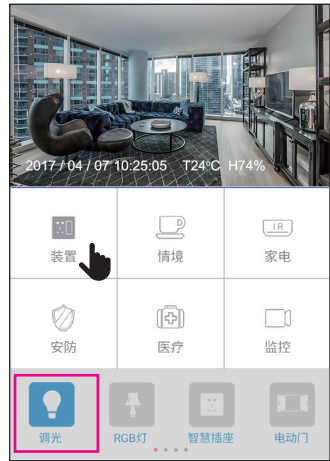 2017 / 04 / 07 10:25:05 T24℃ H74%
装置
情境
IR
家电
安防
医疗
监控
调光
RGB灯
智慧插座
电动门